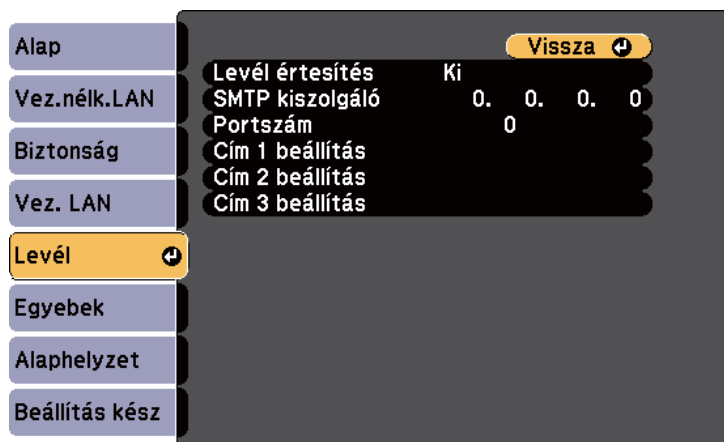 Alap
Vez.nélk.LAN
Biztonság
Vez. LAN
Levél
Egyebek
Alaphelyzet
Beállítás kész
Vissza
Levél értesítés Ki
SMTP kiszolgáló 0. 0. 0. 0
Portszám 0
Cím 1 beállítás
Cím 2 beállítás
Cím 3 beállítás